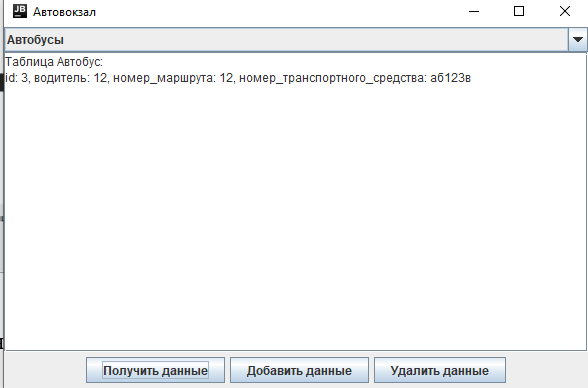 JB Автовокзал
Автобусы
Таблица Автобус:
id: 3, водитель: 12, номер_маршрута: 12, номер_транспортного_средства: аб123в
Получить данные Добавить данные Удалить данные